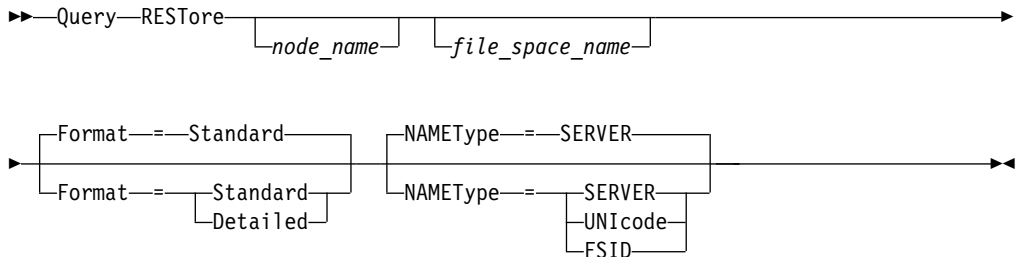 Query RESTore
node_name file_space_name
Format = Standard NAMEType = SERVER
Format = Standard NAMEType = SERVER
Detailed UNIcode
FSID